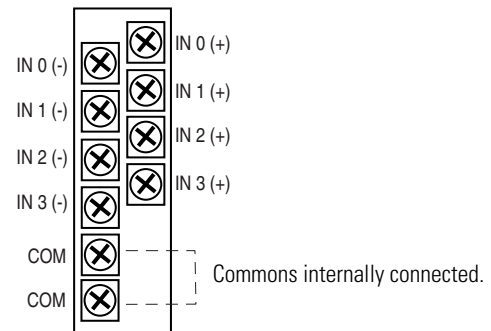 IN 0 (+)
IN 0 (-)
IN 1 (+)
IN 1 (-)
IN 2 (+)
IN 2 (-)
IN 3 (+)
IN 3 (-)
COM
Commons internally connected.
COM